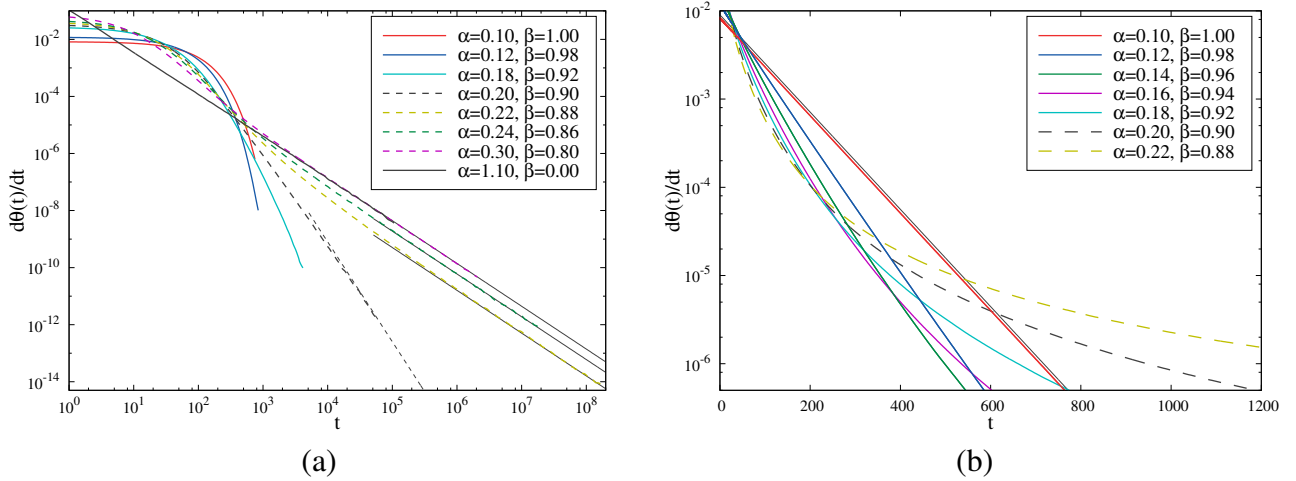 10^-2
10^-4
10^-6
10^-8
10^-10
10^-12
10^-14
dθ(t)/dt
10^0
10^1
10^2
10^3
10^4
10^5
10^6
10^7
10^8
t
α=0.10, β=1.00
α=0.12, β=0.98
α=0.18, β=0.92
α=0.20, β=0.90
α=0.22, β=0.88
α=0.24, β=0.86
α=0.30, β=0.80
α=1.10, β=0.00
(a)
10^-2
10^-3
10^-4
10^-5
10^-6
dθ(t)/dt
0
200
400
600
800
1000
1200
t
α=0.10, β=1.00
α=0.12, β=0.98
α=0.14, β=0.96
α=0.16, β=0.94
α=0.18, β=0.92
α=0.20, β=0.90
α=0.22, β=0.88
(b)